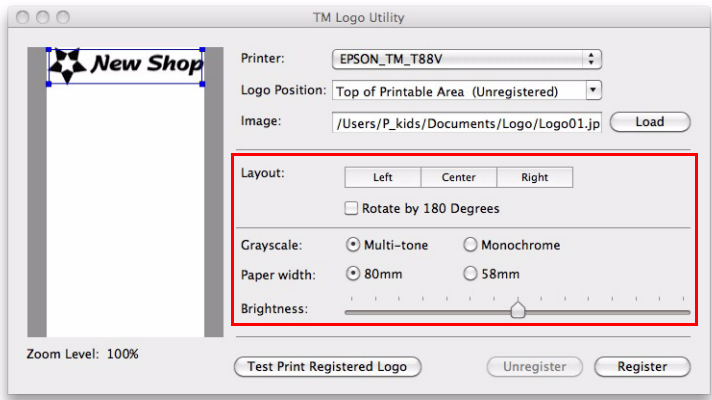 TM Logo Utility
New Shop
Zoom Level: 100%
Printer: EPSON_TM_T88V
Logo Position: Top of Printable Area (Unregistered)
Image: /Users/P_kids/Documents/Logo/Logo01.jp Load
Layout: Left Center Right
Rotate by 180 Degrees
Grayscale: Multi-tone Monochrome
Paper width: 80mm 58mm
Brightness:
Test Print Registered Logo Unregister Register